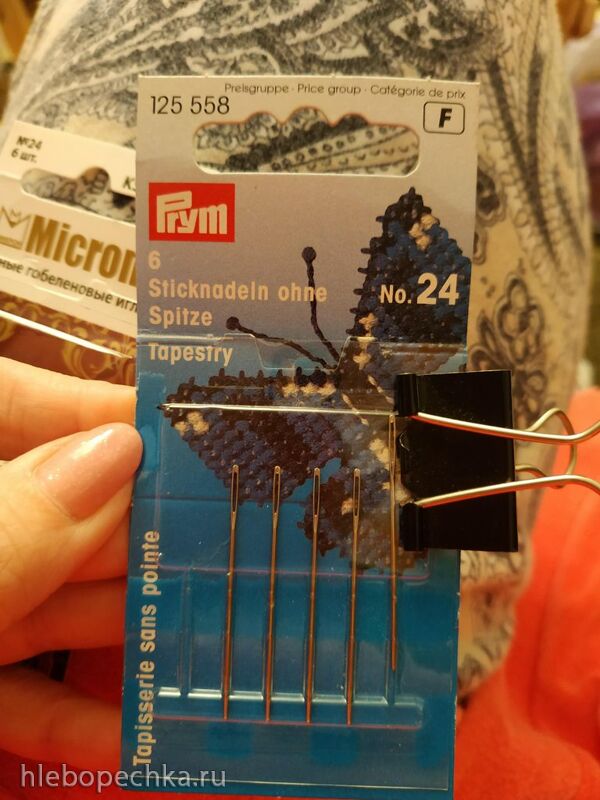 Preisgruppe · Price group · Catégorie de prix
125 558
F
№24
6 шт.
Prym
Micron
ные гобеленовые иглы
6
Sticknadeln ohne
Spitze
No. 24
Tapestry
Tapisserie sans pointe
hlebopechka.ru